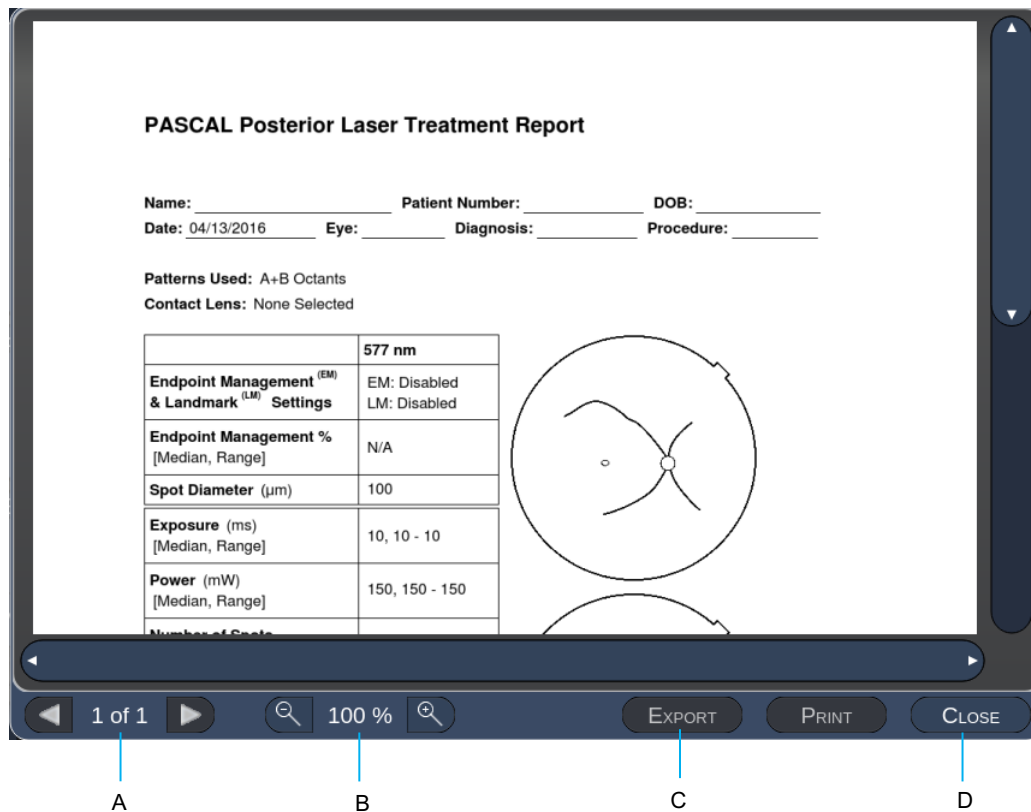 PASCAL Posterior Laser Treatment Report
Name: Patient Number: DOB:
Date: 04/13/2016 Eye: Diagnosis: Procedure:
Patterns Used: A+B Octants
Contact Lens: None Selected
577 nm
Endpoint Management (EM)
& Landmark (LM) Settings
EM: Disabled
LM: Disabled
Endpoint Management %
[Median, Range]
N/A
Spot Diameter (µm)
100
Exposure (ms)
[Median, Range]
10, 10 - 10
Power (mW)
[Median, Range]
150, 150 - 150
Number of Spots
1 of 1
100 %
EXPORT
PRINT
CLOSE
A
B
C
D